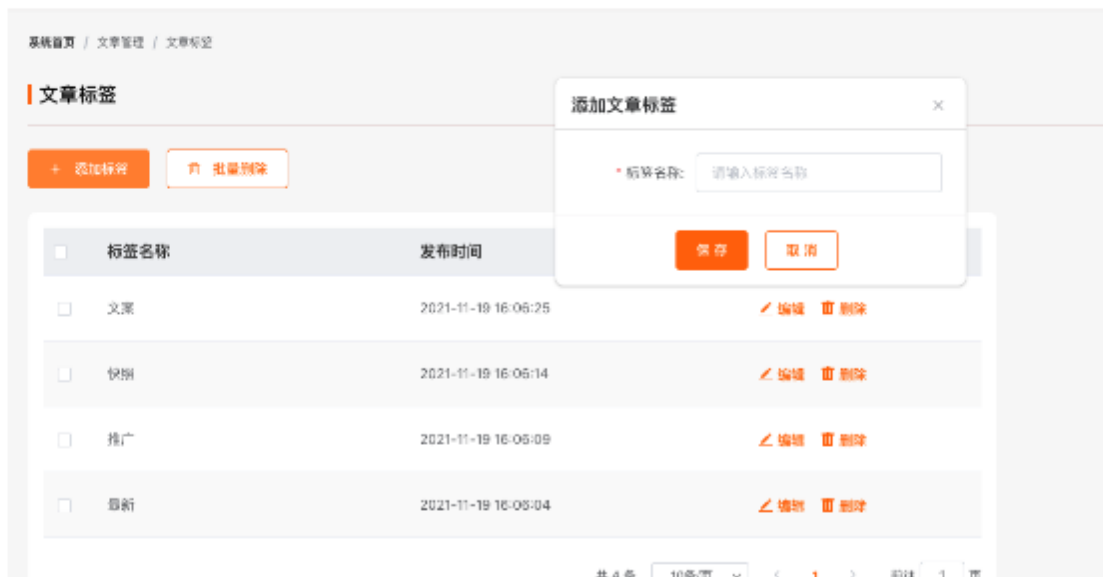 系统首页 / 文章管理 / 文章标签
文章标签
添加文章标签
+ 添加标签
批量删除
* 标签名称:
请输入标签名称
保存
取消
标签名称
发布时间
文案
2021-11-19 16:06:25
编辑
删除
2021-11-19 16:06:14
编辑
删除
推广
2021-11-19 16:06:09
编辑
删除
最新
2021-11-19 16:06:04
编辑
删除
共 4 条
10条/页
1
前往 1 页